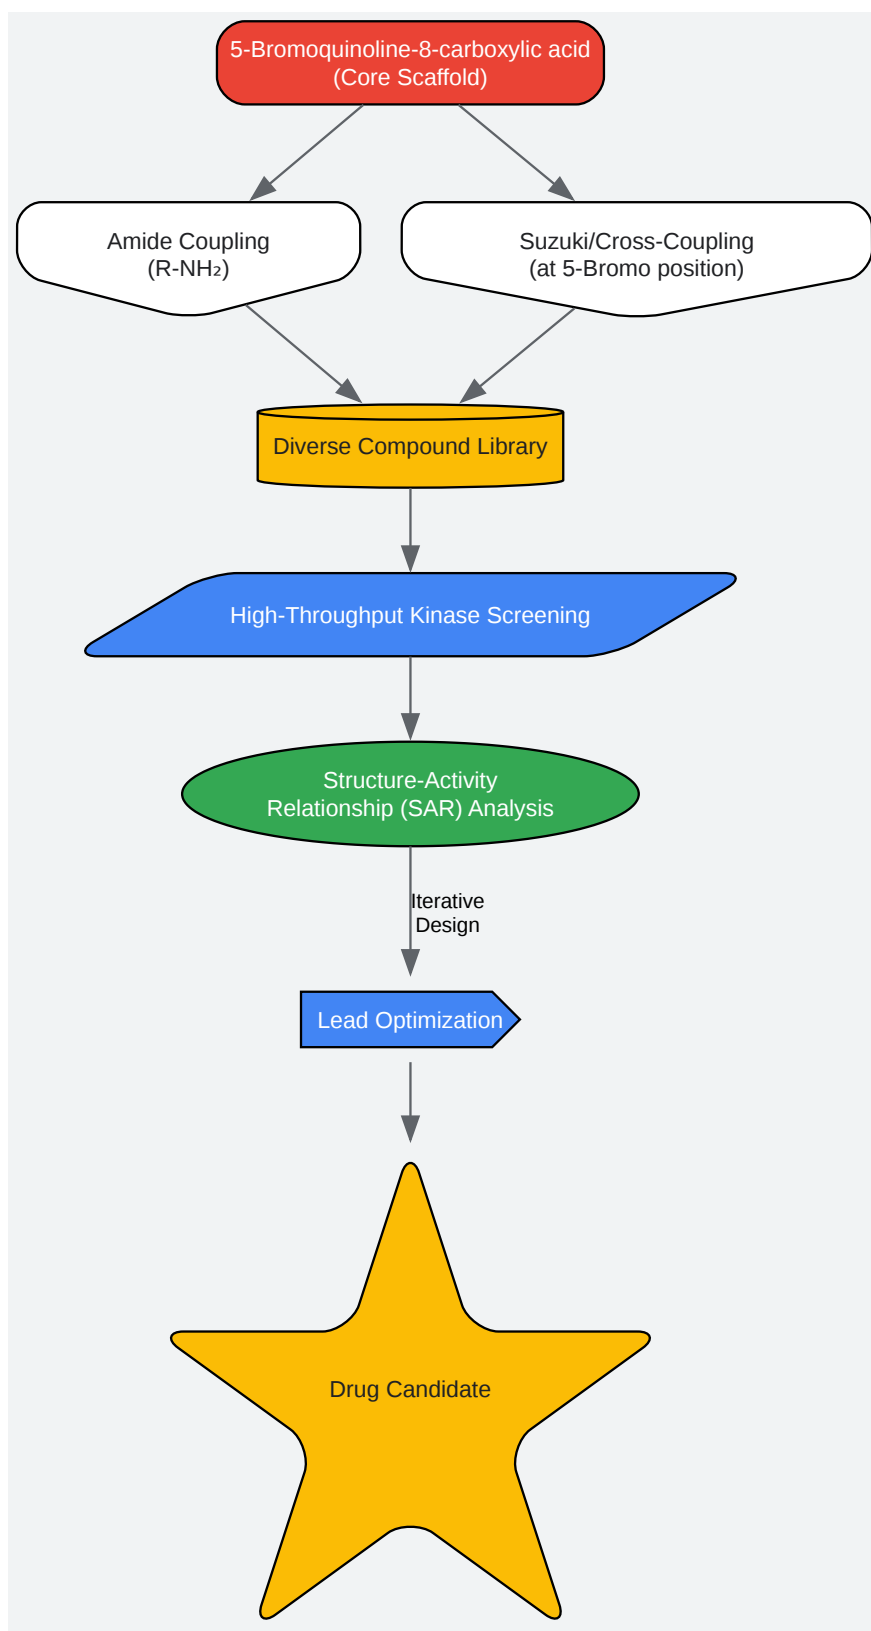 5-Bromoquinoline-8-carboxylic acid
(Core Scaffold)
Amide Coupling
(R-NH₂)
Suzuki/Cross-Coupling
(at 5-Bromo position)
Diverse Compound Library
High-Throughput Kinase Screening
Structure-Activity
Relationship (SAR) Analysis
Iterative
Design
Lead Optimization
Drug Candidate